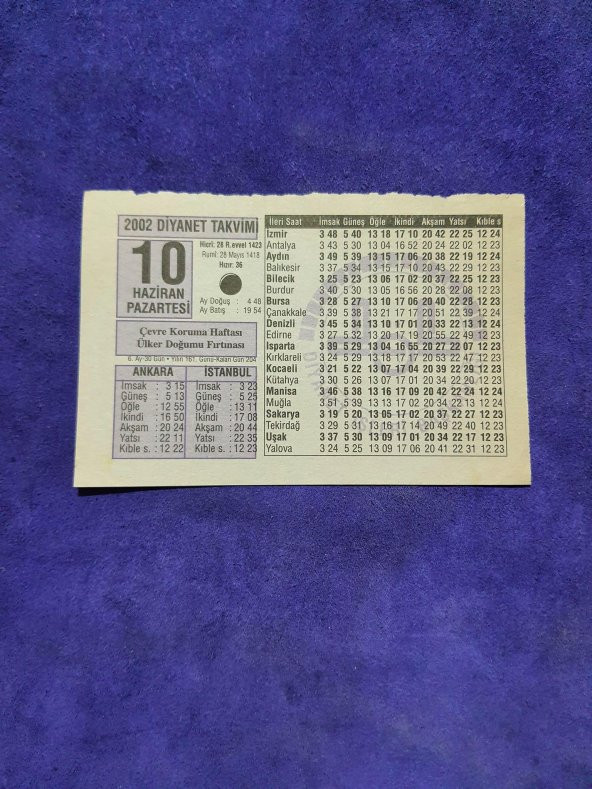 2002 DİYANET TAKVİMİ
10
HAZİRAN
PAZARTESİ
Hicri: 28 R.evvel 1423
Rumi: 28 Mayıs 1418
Hızır: 36
Ay Doğuş : 4 48
Ay Batış : 19 54
Çevre Koruma Haftası
Ülker Doğumu Fırtınası
6. Ay-30 Gün • Yılın 161. Günü-Kalan Gün 204
ANKARA
İmsak : 3 15
Güneş : 5 13
Öğle : 12 55
İkindi : 16 50
Akşam : 20 24
Yatsı : 22 11
Kıble s. : 12 22
İSTANBUL
İmsak : 3 23
Güneş : 5 25
Öğle : 13 11
İkindi : 17 08
Akşam : 20 44
Yatsı : 22 35
Kıble s. : 12 23
İleri Saat İmsak Güneş Öğle İkindi Akşam Yatsı Kıble s
İzmir 3 48 5 40 13 18 17 10 20 42 22 25 12 24
Antalya 3 43 5 30 13 04 16 52 20 24 22 02 12 23
Aydın 3 49 5 39 13 15 17 06 20 38 22 19 12 24
Balıkesir 3 37 5 34 13 15 17 10 20 43 22 29 12 23
Bilecik 3 25 5 23 13 06 17 02 20 37 22 25 12 23
Burdur 3 40 5 30 13 05 16 56 20 28 22 08 12 23
Bursa 3 28 5 27 13 10 17 06 20 40 22 28 12 23
Çanakkale 3 39 5 38 13 21 17 17 20 51 22 39 12 24
Denizli 3 45 5 34 13 10 17 01 20 33 22 13 12 24
Edirne 3 27 5 32 13 20 17 19 20 55 22 47 12 24
Isparta 3 39 5 29 13 04 16 55 20 27 22 07 12 23
Kırklareli 3 24 5 29 13 18 17 17 20 53 22 47 12 23
Kocaeli 3 21 5 22 13 07 17 04 20 39 22 29 12 23
Kütahya 3 30 5 26 13 07 17 01 20 34 22 20 12 23
Manisa 3 46 5 38 13 16 17 09 20 42 22 24 12 24
Muğla 3 51 5 39 13 13 17 02 20 34 22 13 12 24
Sakarya 3 19 5 20 13 05 17 02 20 37 22 27 12 23
Tekirdağ 3 29 5 31 13 16 17 14 20 49 22 40 12 23
Uşak 3 37 5 30 13 09 17 01 20 34 22 17 12 23
Yalova 3 24 5 25 13 09 17 06 20 41 22 30 12 23